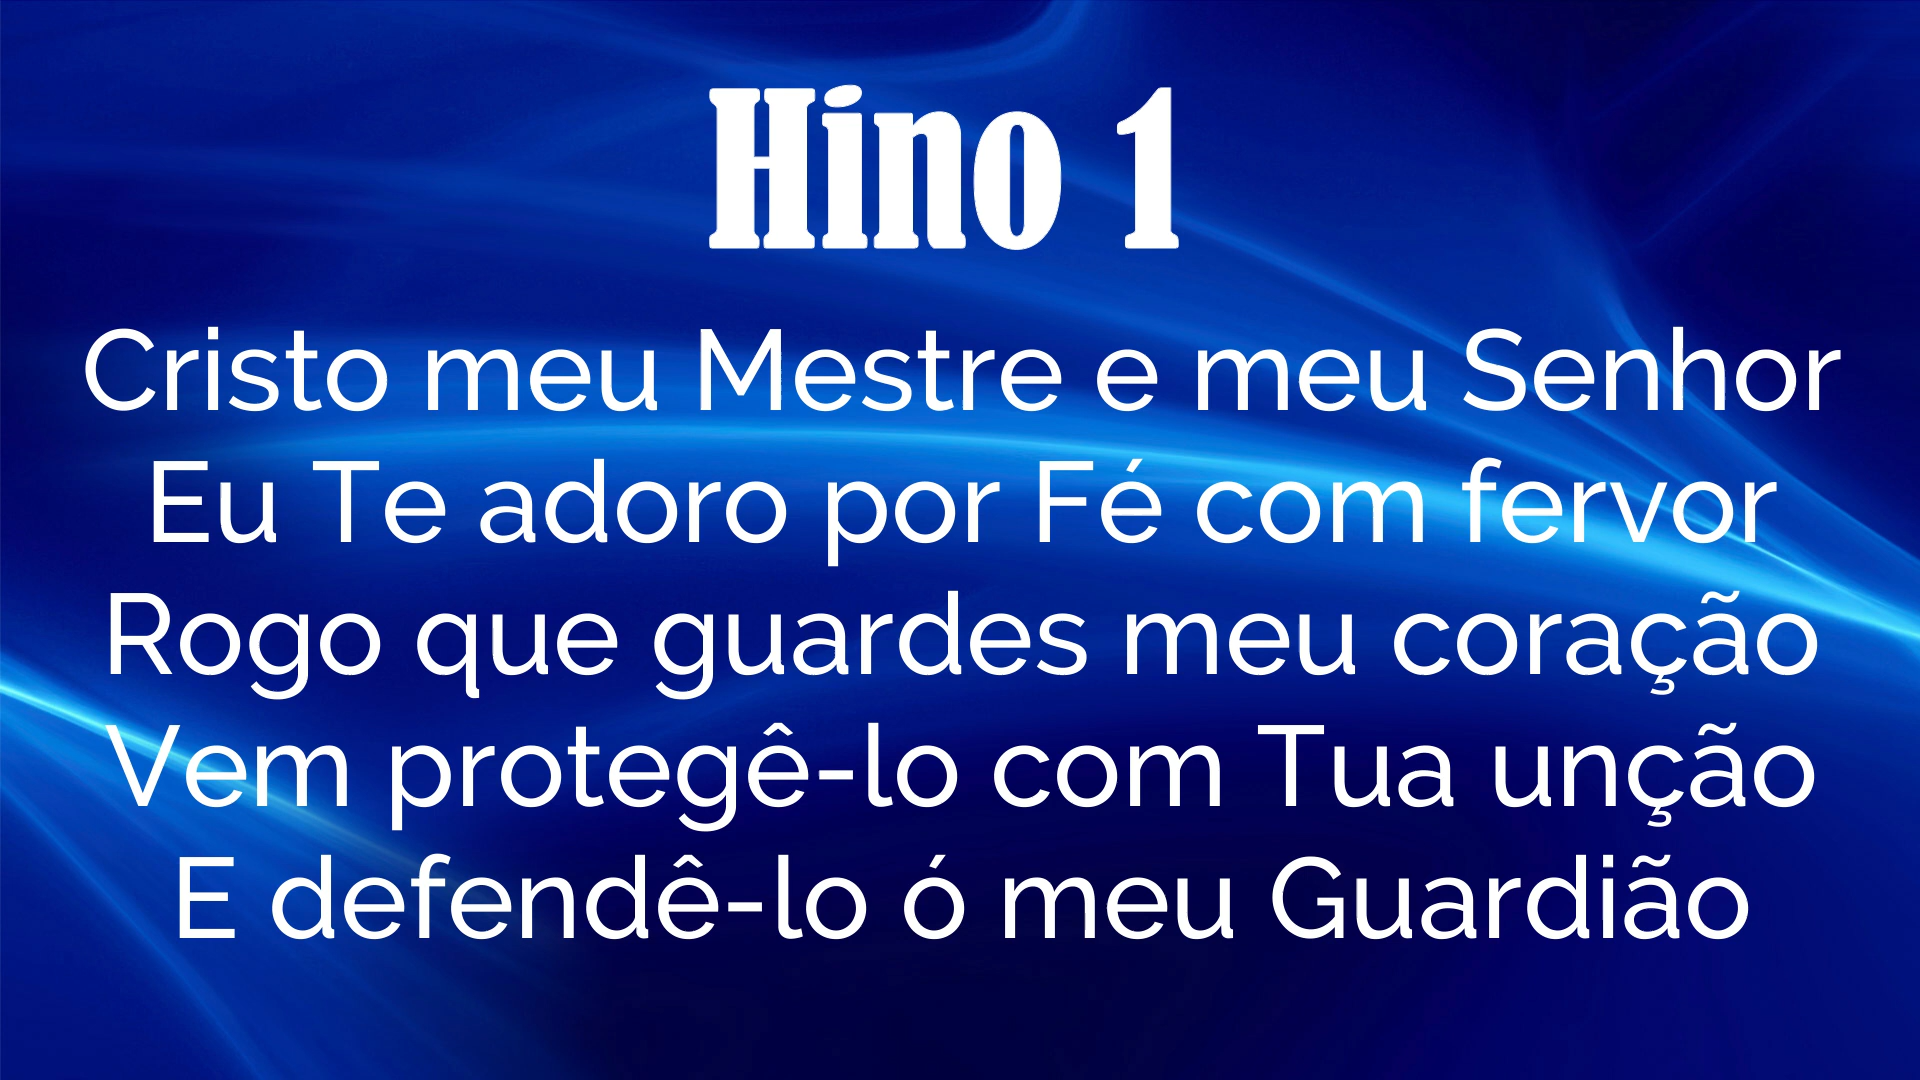 Hino 1
Cristo meu Mestre e meu Senhor
Eu Te adoro por Fé com fervor
Rogo que guardes meu coração
Vem protegê-lo com Tua unção
E defendê-lo ó meu Guardião